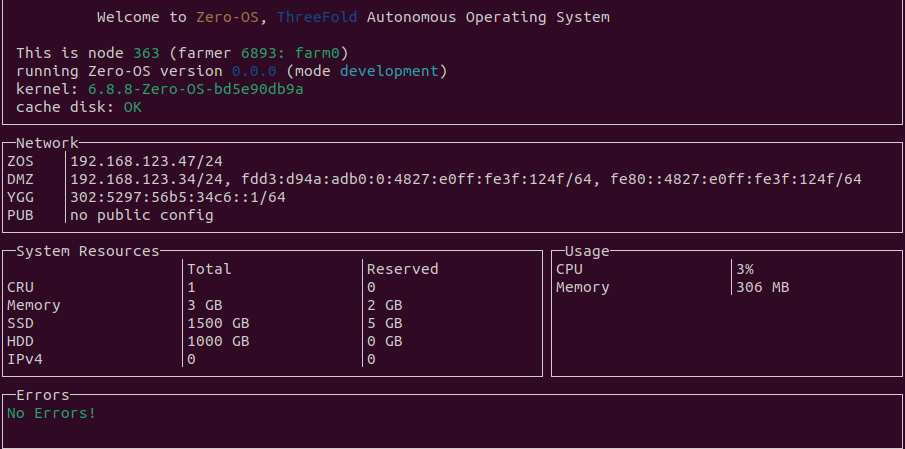 Welcome to Zero-OS, ThreeFold Autonomous Operating System
This is node 363 (farmer 6893: farm0)
running Zero-OS version 0.0.0 (mode development)
kernel: 6.8.8-Zero-OS-bd5e90db9a
cache disk: OK
Network
ZOS 192.168.123.47/24
DMZ 192.168.123.34/24, fdd3:d94a:adb0:0:4827:e0ff:fe3f:124f/64, fe80::4827:e0ff:fe3f:124f/64
YGG 302:5297:56b5:34c6::1/64
PUB no public config
System Resources
Total Reserved
CRU 1 0
Memory 3 GB 2 GB
SSD 1500 GB 5 GB
HDD 1000 GB 0 GB
IPv4 0 0
Usage
CPU 3%
Memory 306 MB
Errors
No Errors!